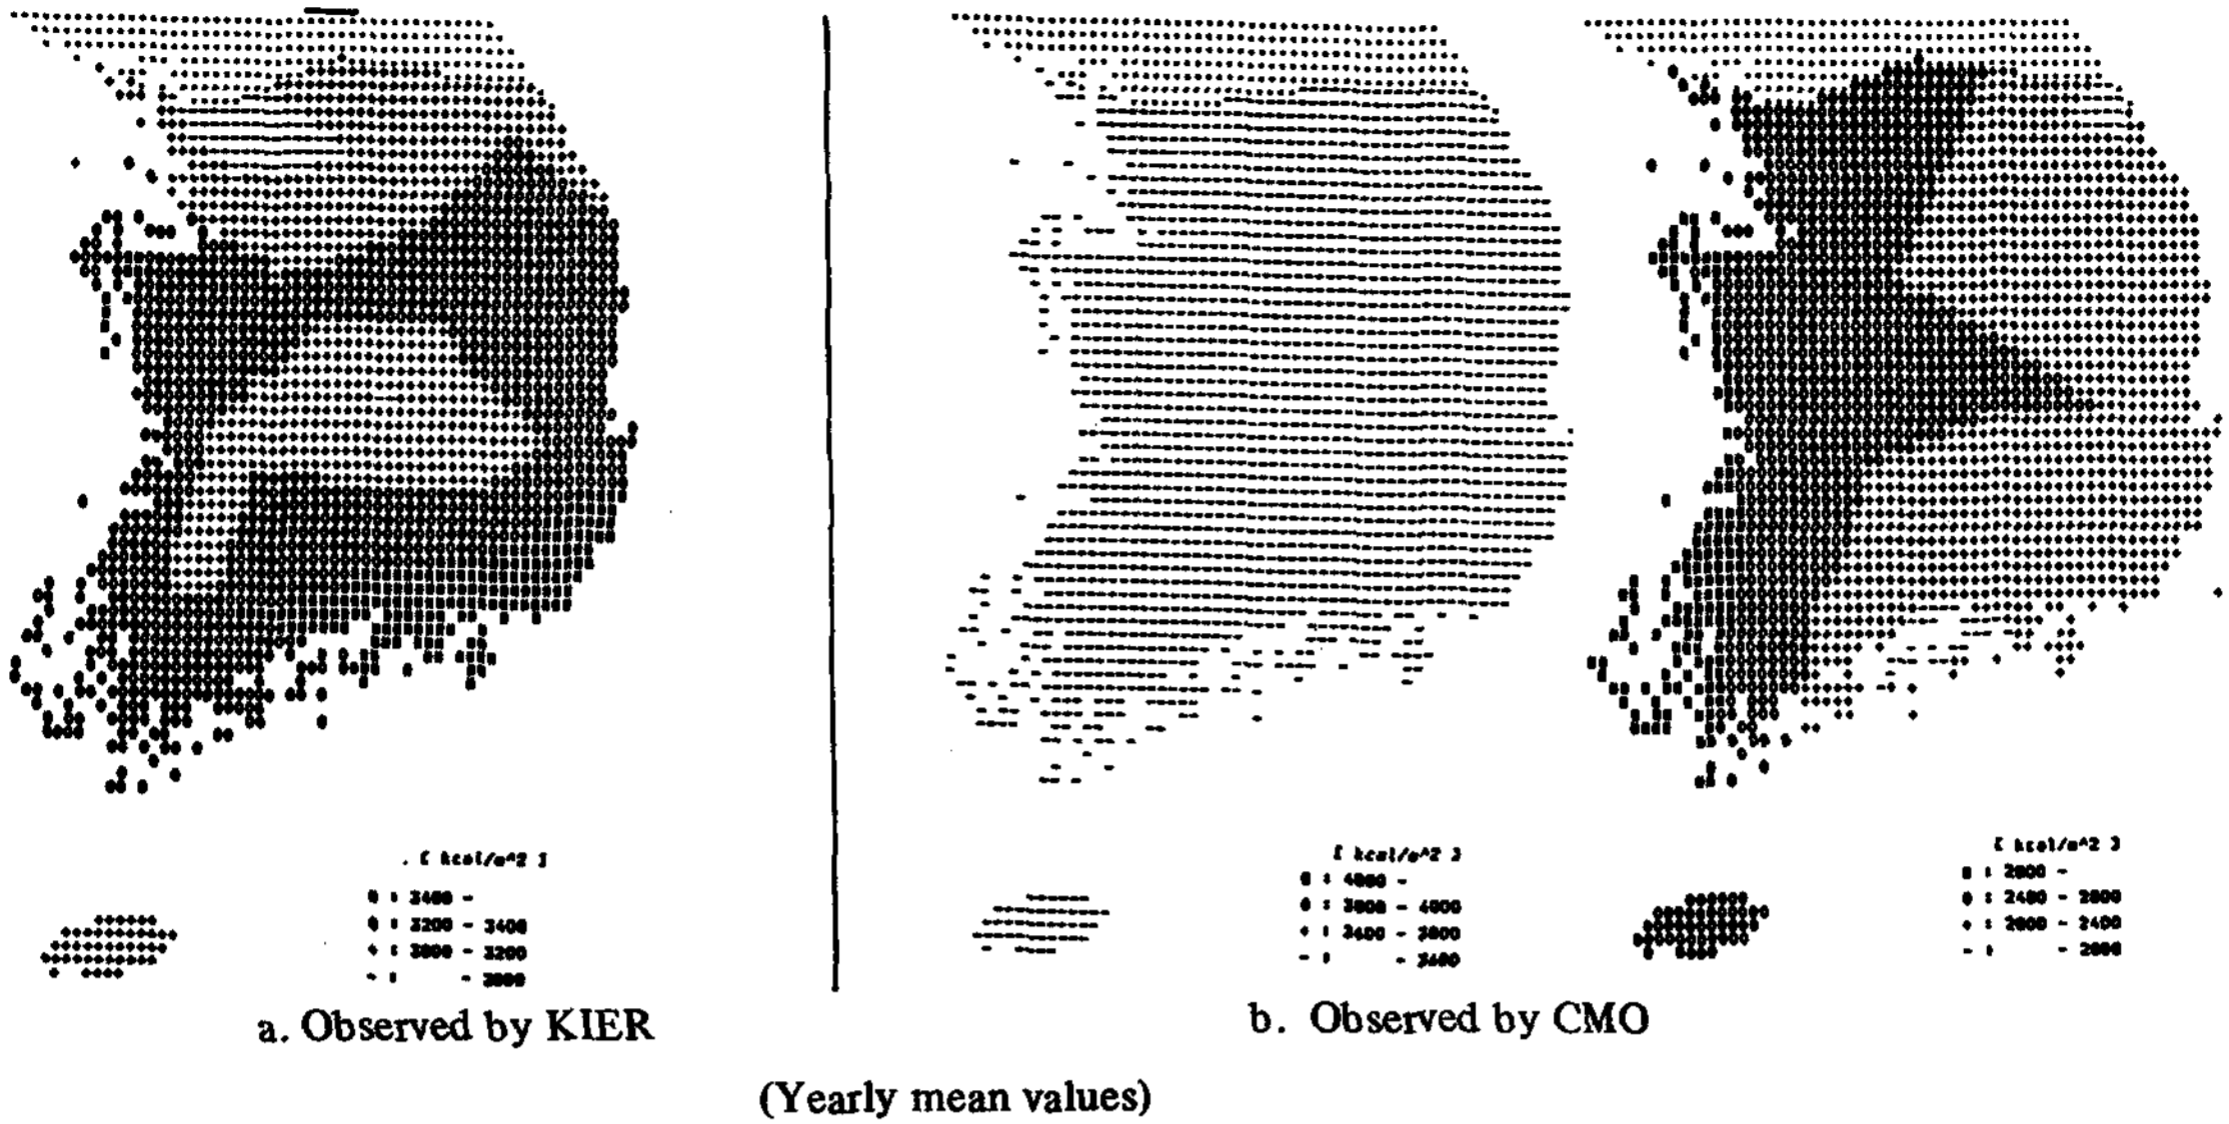 [ kcal/m^2 ]
: 3400 -
: 3200 - 3400
: 3000 - 3200
- : - 3000
a. Observed by KIER
[ kcal/m^2 ]
: 4000 -
: 3800 - 4000
: 3600 - 3800
- : - 3600
[ kcal/m^2 ]
: 2800 -
: 2400 - 2800
: 2000 - 2400
- : - 2000
b. Observed by CMO
(Yearly mean values)